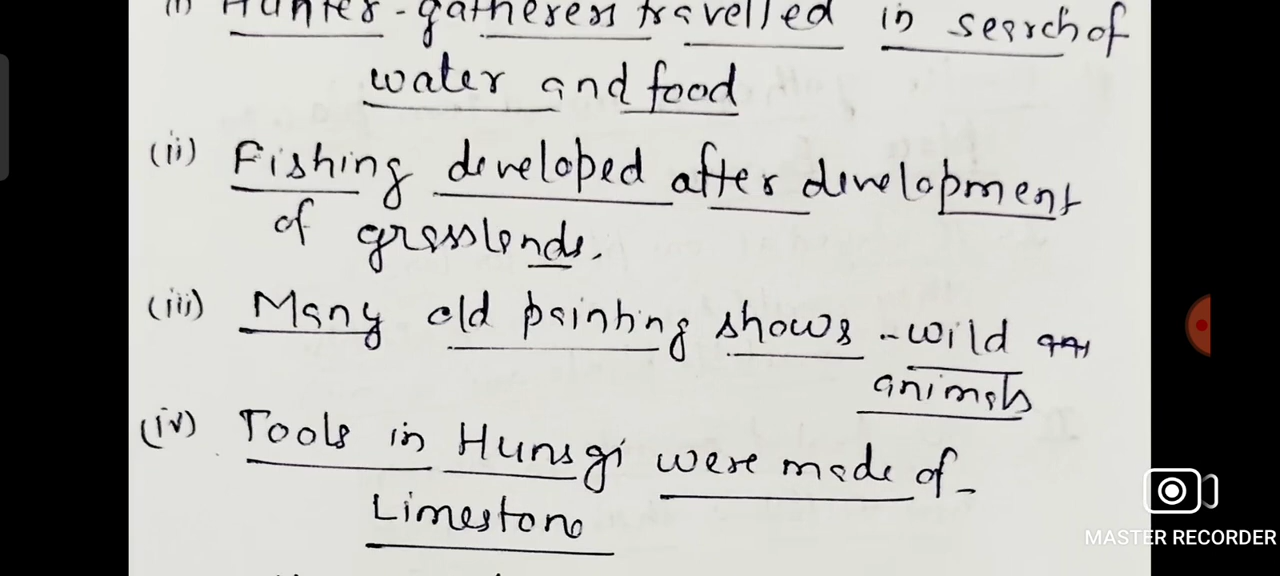 (i) Hunter-gatherers travelled in search of
water and food
(ii) Fishing developed after development
of grasslands.
(iii) Many old painting shows - wild
animals
(iv) Tools in Hunsgi were made of -
Limestone
MASTER RECORDER